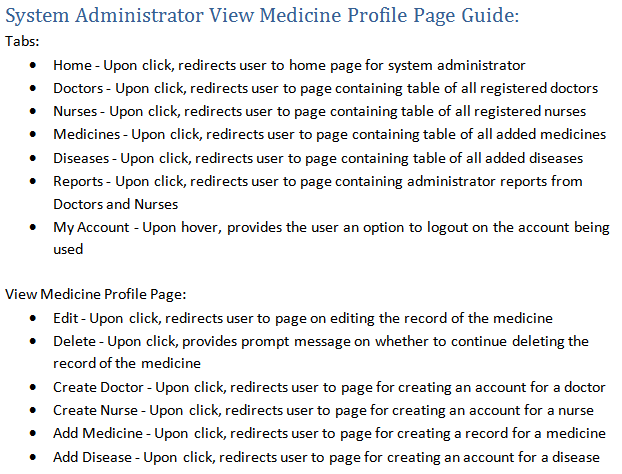 System Administrator View Medicine Profile Page Guide:
Tabs:
• Home - Upon click, redirects user to home page for system administrator
• Doctors - Upon click, redirects user to page containing table of all registered doctors
• Nurses - Upon click, redirects user to page containing table of all registered nurses
• Medicines - Upon click, redirects user to page containing table of all added medicines
• Diseases - Upon click, redirects user to page containing table of all added diseases
• Reports - Upon click, redirects user to page containing administrator reports from
Doctors and Nurses
• My Account - Upon hover, provides the user an option to logout on the account being
used
View Medicine Profile Page:
• Edit - Upon click, redirects user to page on editing the record of the medicine
• Delete - Upon click, provides prompt message on whether to continue deleting the
record of the medicine
• Create Doctor - Upon click, redirects user to page for creating an account for a doctor
• Create Nurse - Upon click, redirects user to page for creating an account for a nurse
• Add Medicine - Upon click, redirects user to page for creating a record for a medicine
• Add Disease - Upon click, redirects user to page for creating an account for a disease